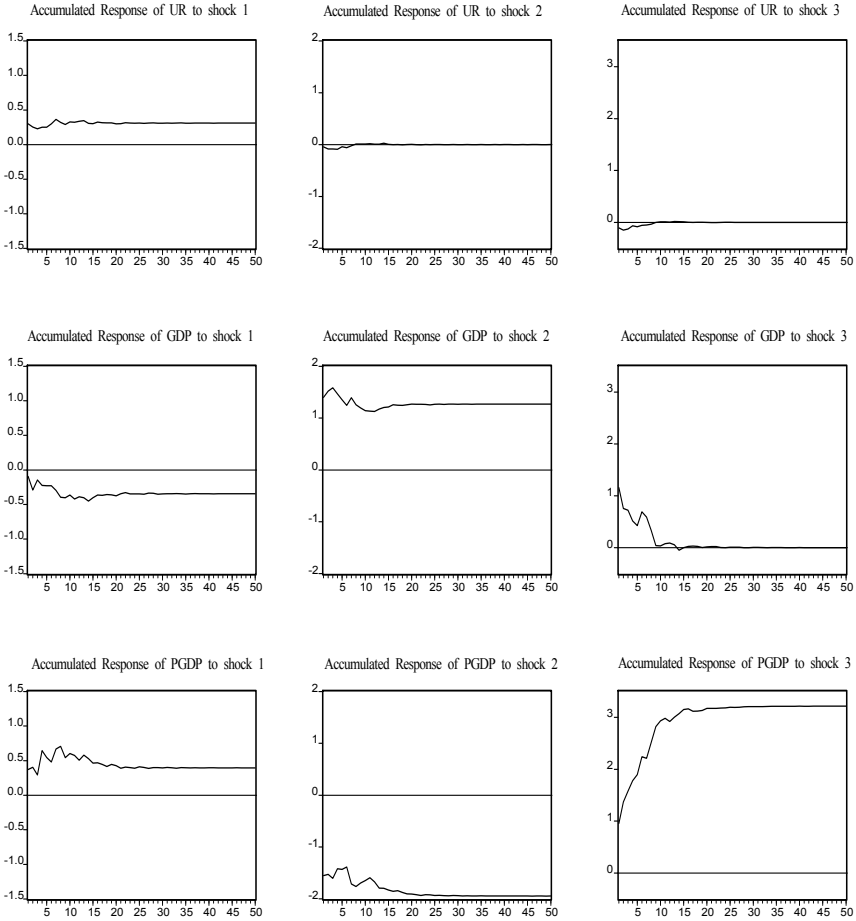 Accumulated Response of UR to shock 1
1.5
1.0
0.5
0.0
-0.5
-1.0
-1.5
5 10 15 20 25 30 35 40 45 50
Accumulated Response of UR to shock 2
2
1
0
-1
-2
5 10 15 20 25 30 35 40 45 50
Accumulated Response of UR to shock 3
3
2
1
0
5 10 15 20 25 30 35 40 45 50
Accumulated Response of GDP to shock 1
1.5
1.0
0.5
0.0
-0.5
-1.0
-1.5
5 10 15 20 25 30 35 40 45 50
Accumulated Response of GDP to shock 2
2
1
0
-1
-2
5 10 15 20 25 30 35 40 45 50
Accumulated Response of GDP to shock 3
3
2
1
0
5 10 15 20 25 30 35 40 45 50
Accumulated Response of PGDP to shock 1
1.5
1.0
0.5
0.0
-0.5
-1.0
-1.5
5 10 15 20 25 30 35 40 45 50
Accumulated Response of PGDP to shock 2
2
1
0
-1
-2
5 10 15 20 25 30 35 40 45 50
Accumulated Response of PGDP to shock 3
3
2
1
0
5 10 15 20 25 30 35 40 45 50